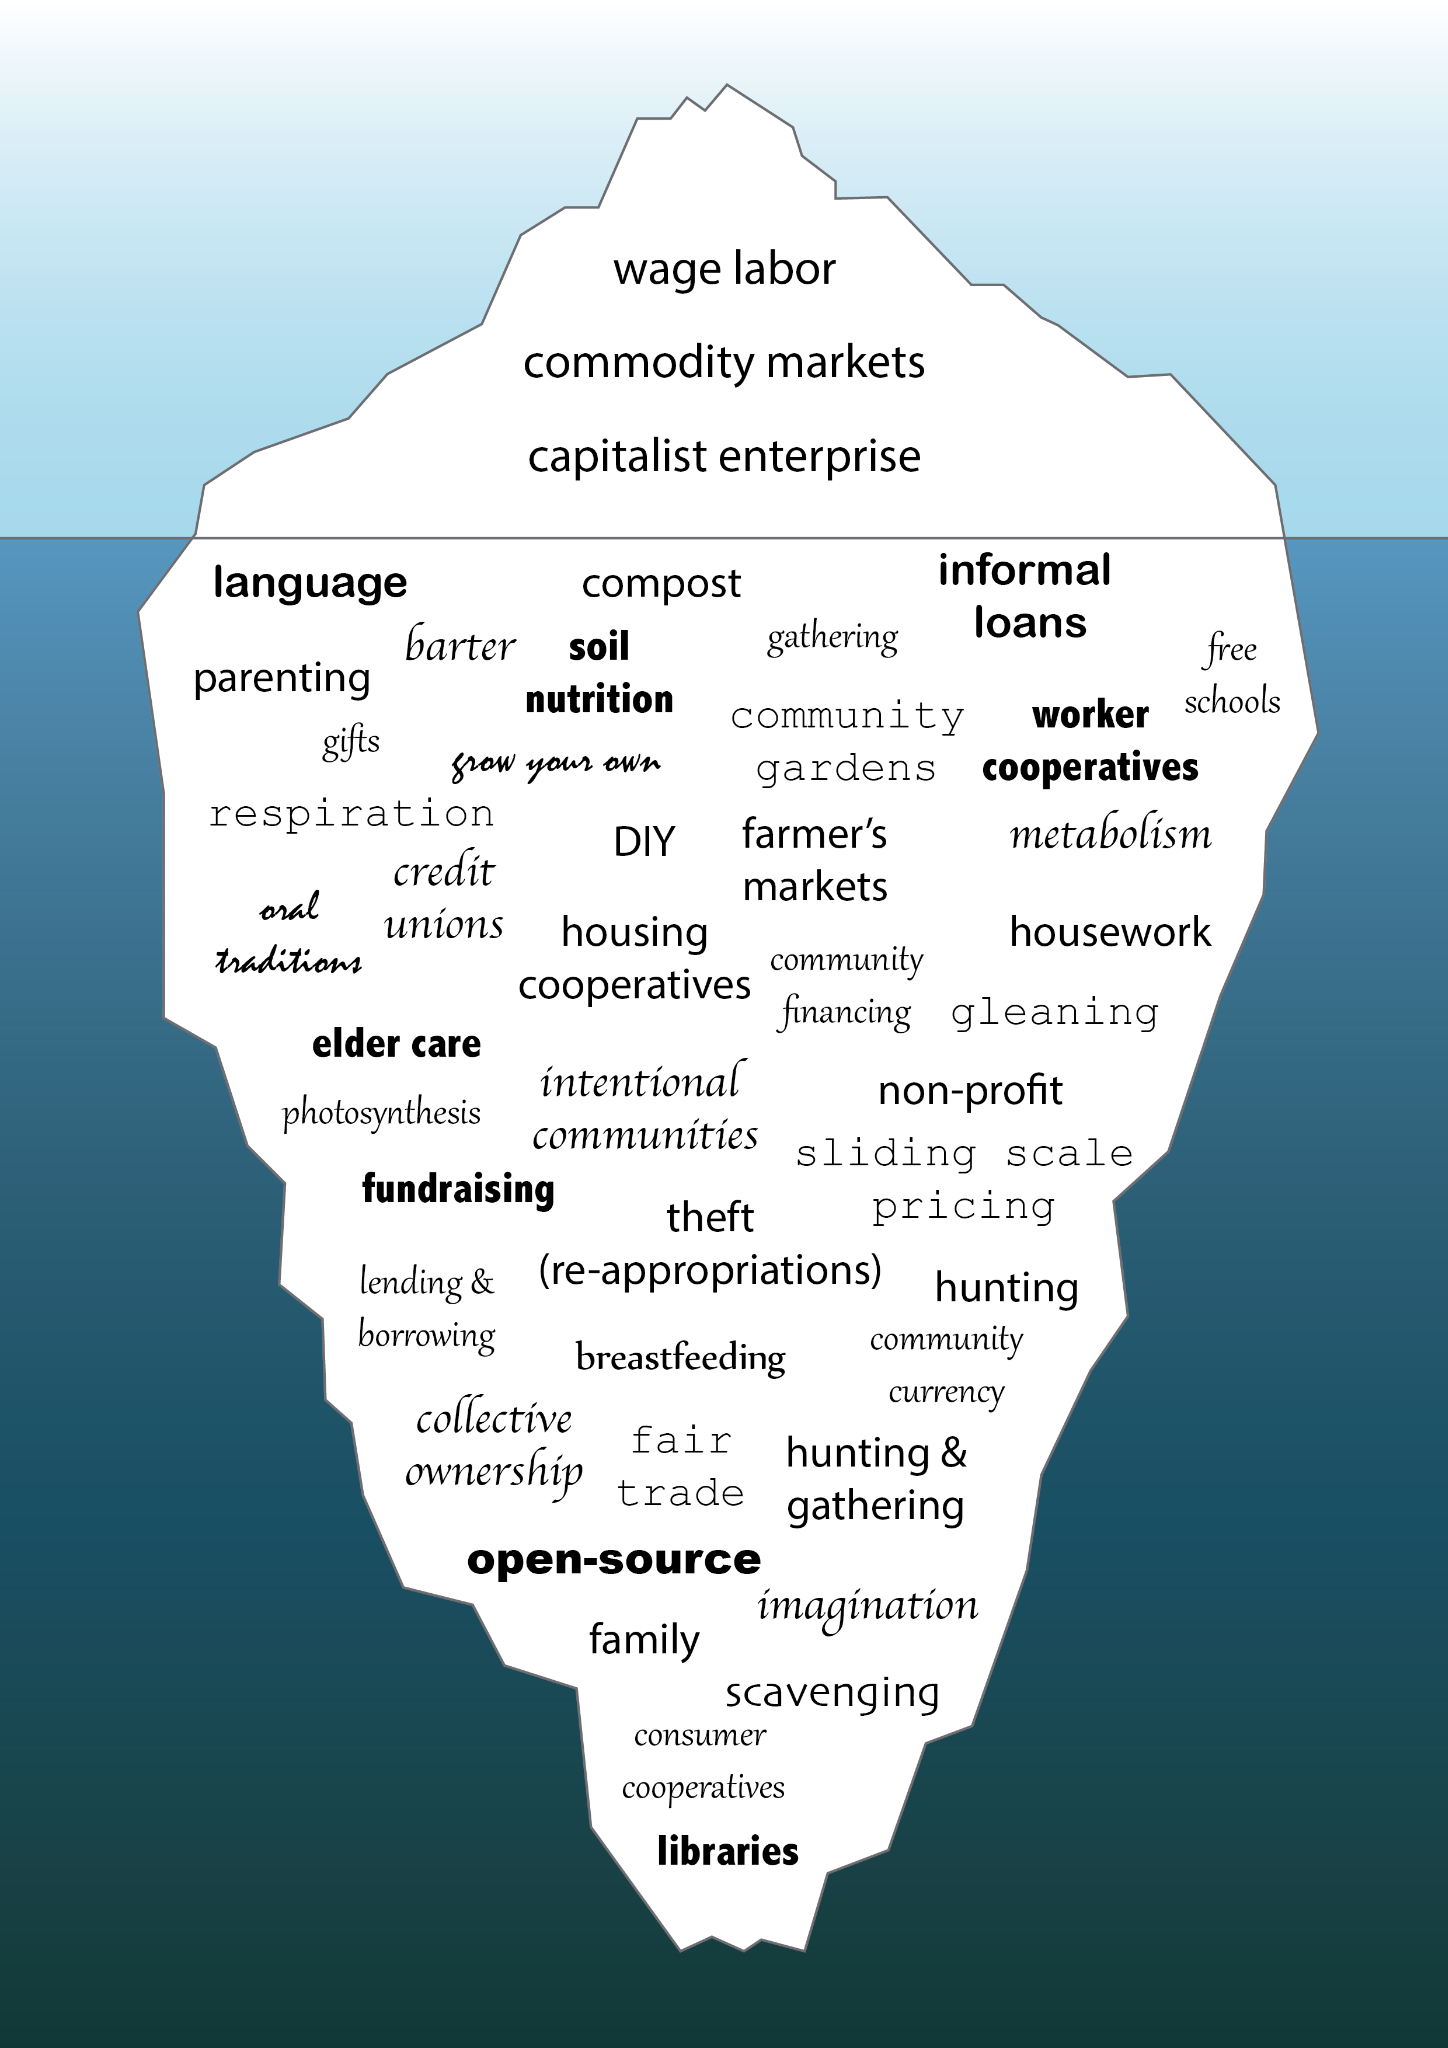 wage labor
commodity markets
capitalist enterprise
language
compost
informal
loans
barter
soil
nutrition
gathering
free
schools
parenting
gifts
grow your own
community
gardens
worker
cooperatives
respiration
DIY
farmer's
markets
metabolism
credit
unions
oral
traditions
housing
cooperatives
community
financing
housework
gleaning
elder care
photosynthesis
intentional
communities
non-profit
sliding scale
pricing
fundraising
theft
(re-appropriations)
lending &
borrowing
hunting
breastfeeding
community
currency
collective
ownership
fair
trade
hunting &
gathering
open-source
imagination
family
scavenging
consumer
cooperatives
libraries